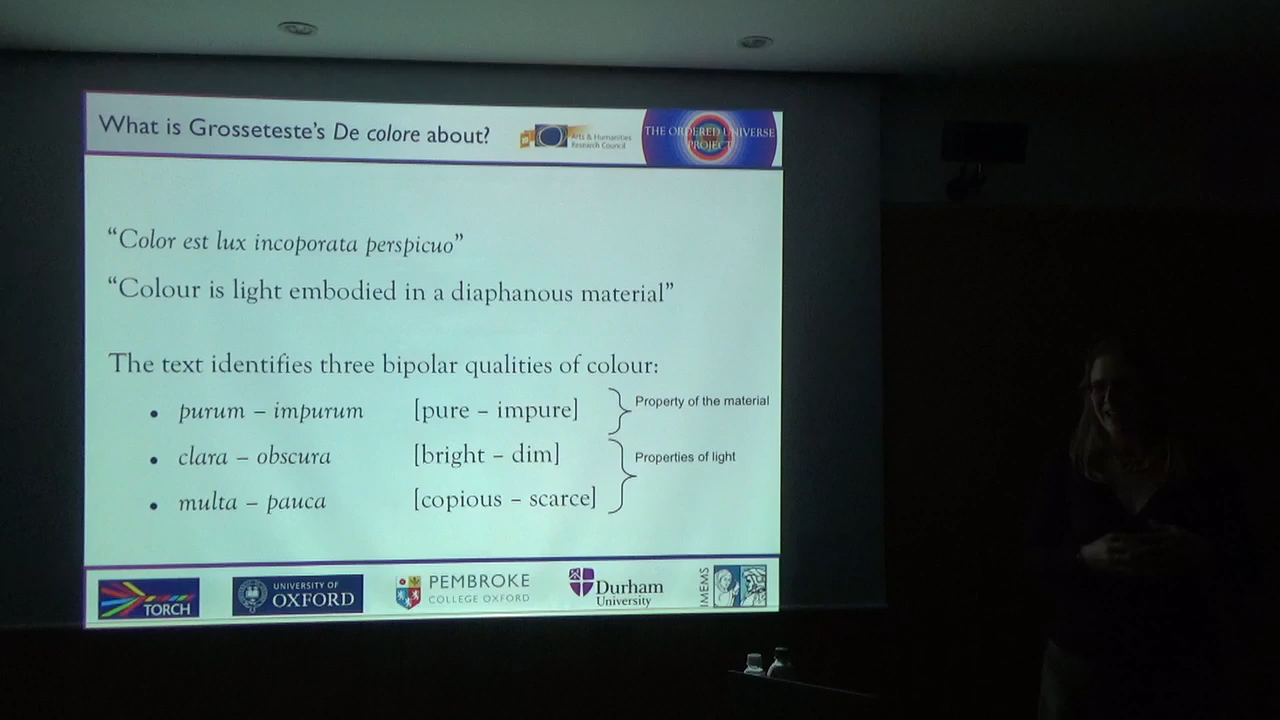 What is Grosseteste's De colore about?
Arts & Humanities
Research Council
THE ORDERED UNIVERSE
PROJECT
"Color est lux incoporata perspicuo"
"Colour is light embodied in a diaphanous material"
The text identifies three bipolar qualities of colour:
• purum – impurum [pure – impure] Property of the material
• clara – obscura [bright – dim] Properties of light
• multa – pauca [copious – scarce]
TORCH
UNIVERSITY OF
OXFORD
PEMBROKE
COLLEGE OXFORD
Durham
University
IMEMS